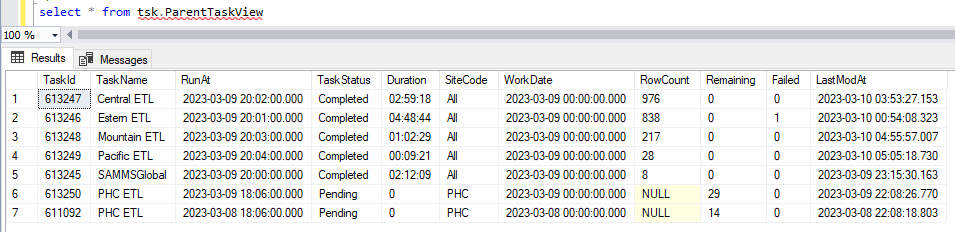 select * from tsk.ParentTaskView
100 %
Results Messages
TaskId TaskName RunAt TaskStatus Duration SiteCode WorkDate RowCount Remaining Failed LastModAt
1 613247 Central ETL 2023-03-09 20:02:00.000 Completed 02:59:18 All 2023-03-09 00:00:00.000 976 0 0 2023-03-10 03:53:27.153
2 613246 Estern ETL 2023-03-09 20:01:00.000 Completed 04:48:44 All 2023-03-09 00:00:00.000 838 0 1 2023-03-10 00:54:08.323
3 613248 Mountain ETL 2023-03-09 20:03:00.000 Completed 01:02:29 All 2023-03-09 00:00:00.000 217 0 0 2023-03-10 04:55:57.007
4 613249 Pacific ETL 2023-03-09 20:04:00.000 Completed 00:09:21 All 2023-03-09 00:00:00.000 28 0 0 2023-03-10 05:05:18.730
5 613245 SAMMSGlobal 2023-03-09 20:00:00.000 Completed 02:12:09 All 2023-03-09 00:00:00.000 8 0 0 2023-03-09 23:15:30.163
6 613250 PHC ETL 2023-03-09 18:06:00.000 Pending 0 PHC 2023-03-09 00:00:00.000 NULL 29 0 2023-03-09 22:08:26.770
7 611092 PHC ETL 2023-03-08 18:06:00.000 Pending 0 PHC 2023-03-08 00:00:00.000 NULL 14 0 2023-03-08 22:08:18.803